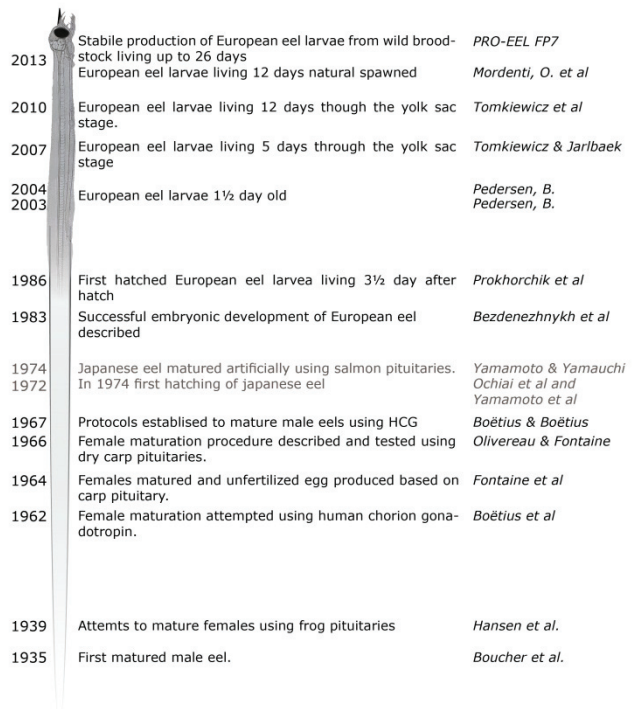 Stabile production of European eel larvae from wild brood- PRO-EEL FP7
2013 stock living up to 26 days
European eel larvae living 12 days natural spawned Mordenti, O. et al
2010 European eel larvae living 12 days though the yolk sac Tomkiewicz et al
stage.
2007 European eel larvae living 5 days through the yolk sac Tomkiewicz & Jarlbaek
stage
2004 Pedersen, B.
European eel larvae 1½ day old
2003 Pedersen, B.
1986 First hatched European eel larvea living 3½ day after Prokhorchik et al
hatch
1983 Successful embryonic development of European eel Bezdenezhnykh et al
described
1974 Japanese eel matured artificially using salmon pituitaries. Yamamoto & Yamauchi
1972 In 1974 first hatching of japanese eel Ochiai et al and
Yamamoto et al
1967 Protocols establised to mature male eels using HCG Boëtius & Boëtius
1966 Female maturation procedure described and tested using Olivereau & Fontaine
dry carp pituitaries.
1964 Females matured and unfertilized egg produced based on Fontaine et al
carp pituitary.
1962 Female maturation attempted using human chorion gona- Boëtius et al
dotropin.
1939 Attemts to mature females using frog pituitaries Hansen et al.
1935 First matured male eel. Boucher et al.